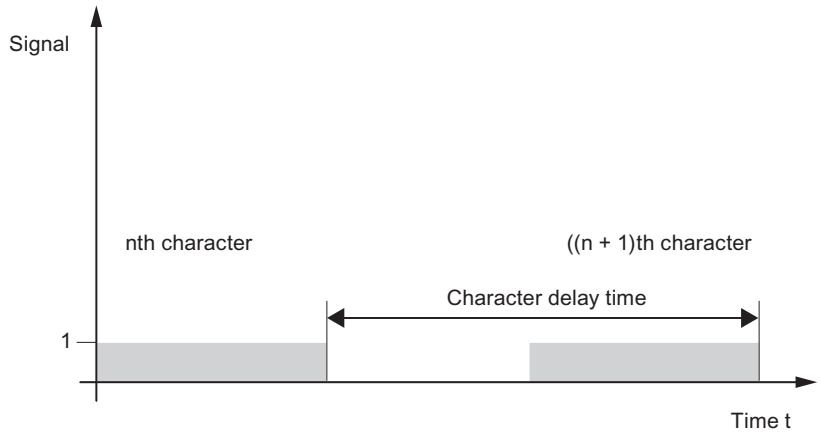 Signal
nth character
((n + 1)th character
Character delay time
1
Time t